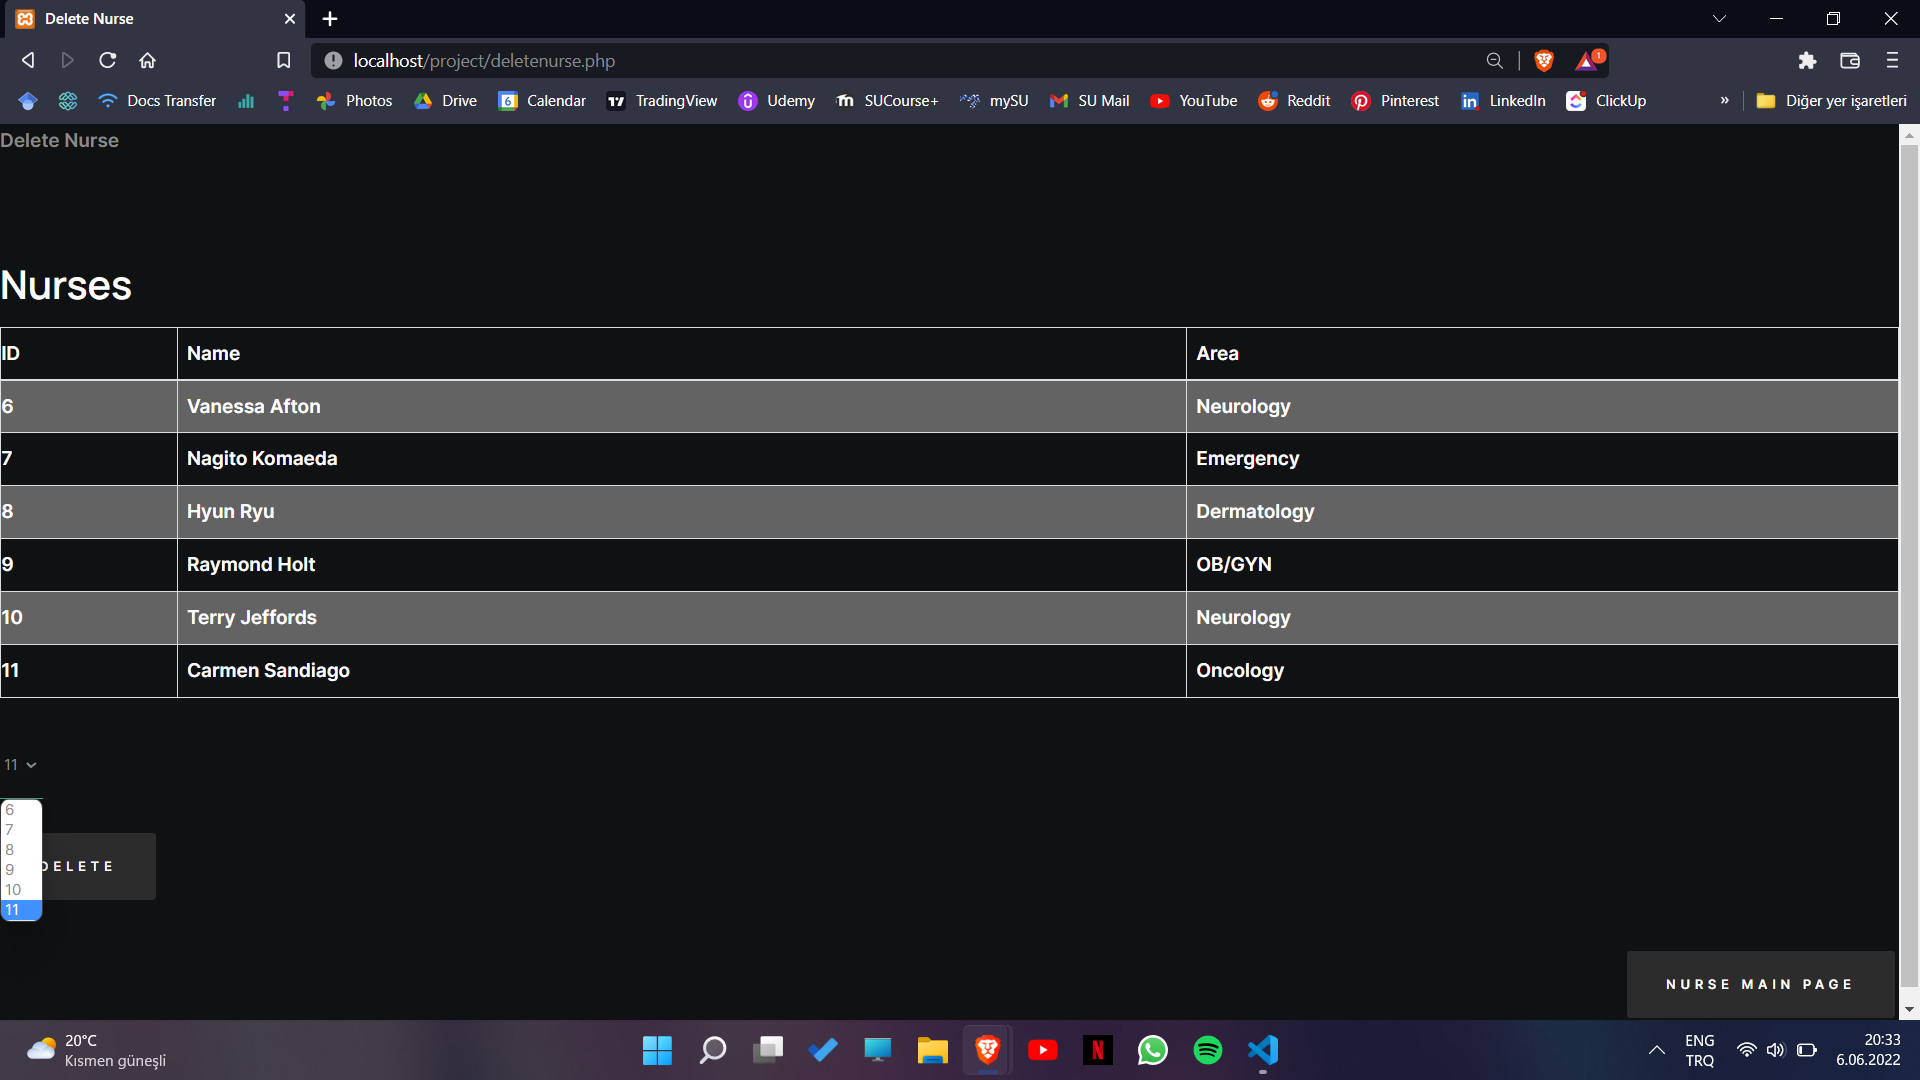 Delete Nurse
localhost/project/deletenurse.php
1
Docs Transfer Photos Drive 6 Calendar TradingView Udemy SUCourse+ mySU SU Mail YouTube Reddit Pinterest LinkedIn ClickUp » Diğer yer işaretleri
Delete Nurse
Nurses
ID Name Area
6 Vanessa Afton Neurology
7 Nagito Komaeda Emergency
8 Hyun Ryu Dermatology
9 Raymond Holt OB/GYN
10 Terry Jeffords Neurology
11 Carmen Sandiago Oncology
11
6
7
8
9
10
11
DELETE
NURSE MAIN PAGE
20°C
Kısmen güneşli
ENG
TRQ
20:33
6.06.2022